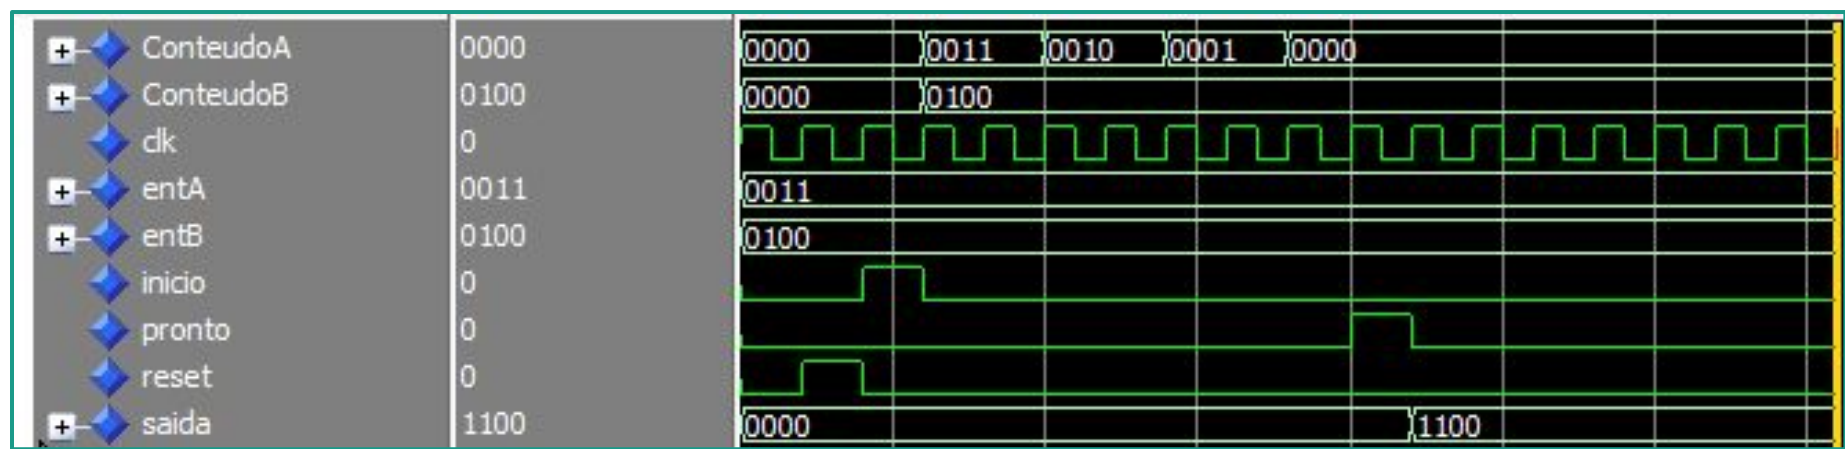 ConteudoA 0000 0000 0011 0010 0001 0000
ConteudoB 0100 0000 0100
clk 0
entA 0011 0011
entB 0100 0100
inicio 0
pronto 0
reset 0
saida 1100 0000 1100